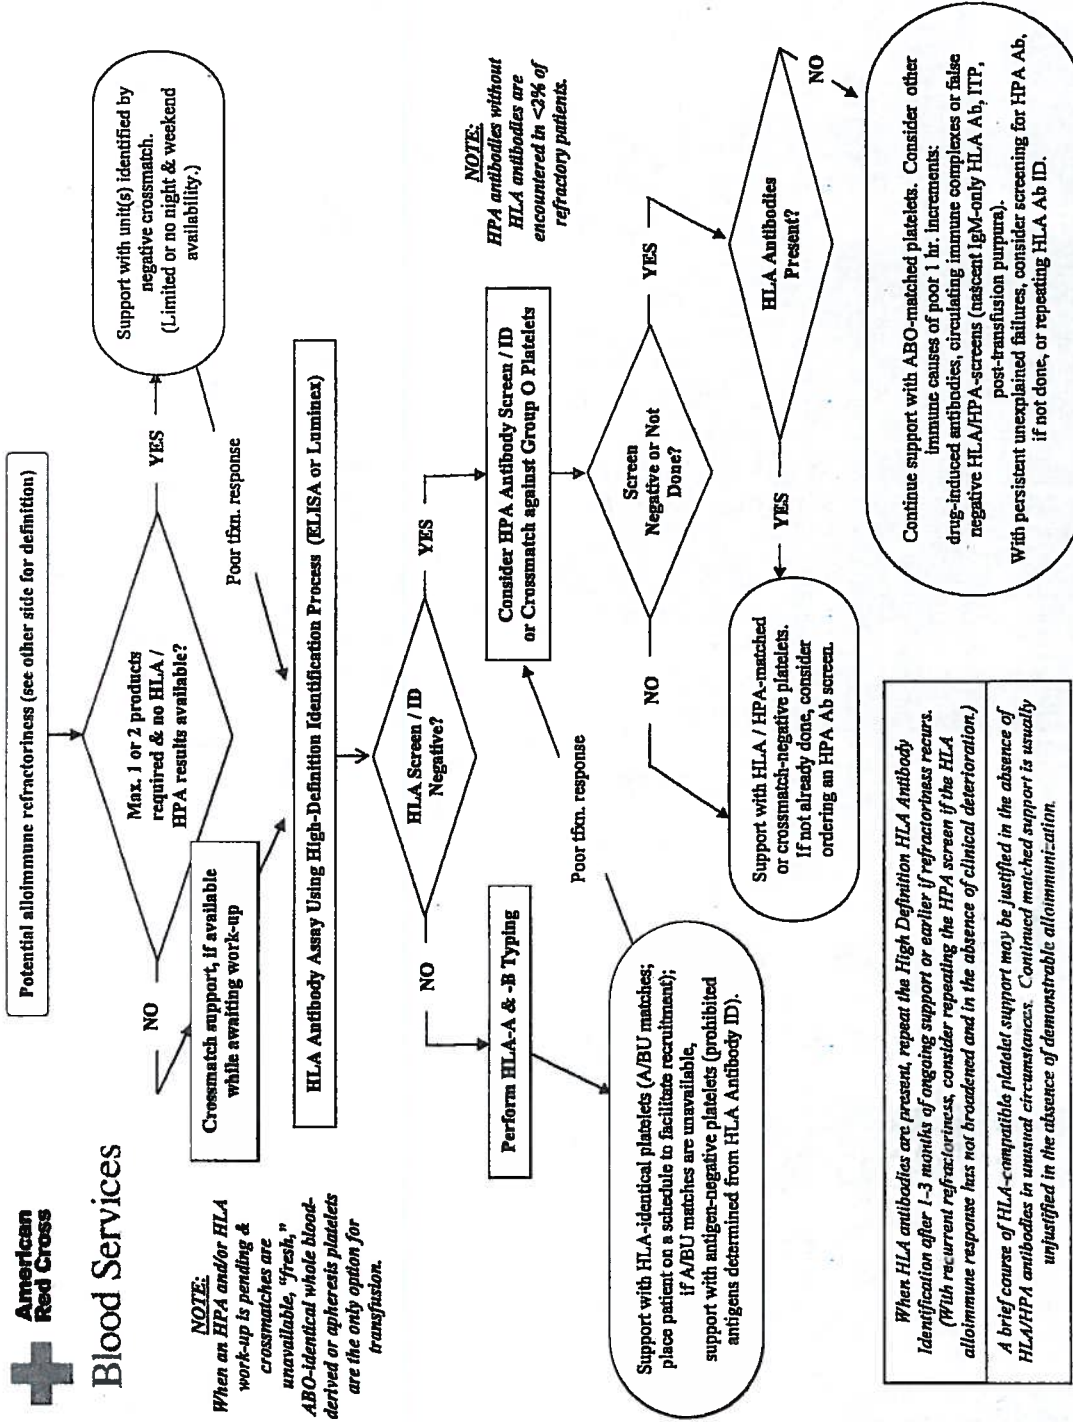 American
Red Cross
Blood Services
Potential alloimmune refractoriness (see other side for definition)
Max. 1 or 2 products
required & no HLA /
HPA results available?
YES
NO
Support with unit(s) identified by
negative crossmatch.
(Limited or no night & weekend
availability.)
Poor tfxn. response
Crossmatch support, if available
while awaiting work-up
NOTE:
When an HPA and/or HLA
work-up is pending &
crossmatches are
unavailable, “fresh,”
ABO-identical whole blood-
derived or apheresis platelets
are the only option for
transfusion.
HLA Antibody Assay Using High-Definition Identification Process (ELISA or Luminex)
HLA Screen / ID
Negative?
NO
YES
Perform HLA-A & -B Typing
Consider HPA Antibody Screen / ID
or Crossmatch against Group O Platelets
NOTE:
HPA antibodies without
HLA antibodies are
encountered in <2% of
refractory patients.
Poor tfxn. response
Support with HLA-identical platelets (A/BU matches;
place patient on a schedule to facilitate recruitment);
if A/BU matches are unavailable,
support with antigen-negative platelets (prohibited
antigens determined from HLA Antibody ID).
Screen
Negative or Not
Done?
NO
YES
Support with HLA / HPA-matched
or crossmatch-negative platelets.
If not already done, consider
ordering an HPA Ab screen.
YES
HLA Antibodies
Present?
NO
Continue support with ABO-matched platelets. Consider other
immune causes of poor 1 hr. increments:
drug-induced antibodies, circulating immune complexes or false
negative HLA/HPA-screens (nascent IgM-only HLA Ab, ITP,
post-transfusion purpura).
With persistent unexplained failures, consider screening for HPA Ab,
if not done, or repeating HLA Ab ID.
When HLA antibodies are present, repeat the High Definition HLA Antibody
Identification after 1-3 months of ongoing support or earlier if refractoriness recurs.
(With recurrent refractoriness, consider repeating the HPA screen if the HLA
alloimmune response has not broadened and in the absence of clinical deterioration.)
A brief course of HLA-compatible platelet support may be justified in the absence of
HLA/HPA antibodies in unusual circumstances. Continued matched support is usually
unjustified in the absence of demonstrable alloimmunization.